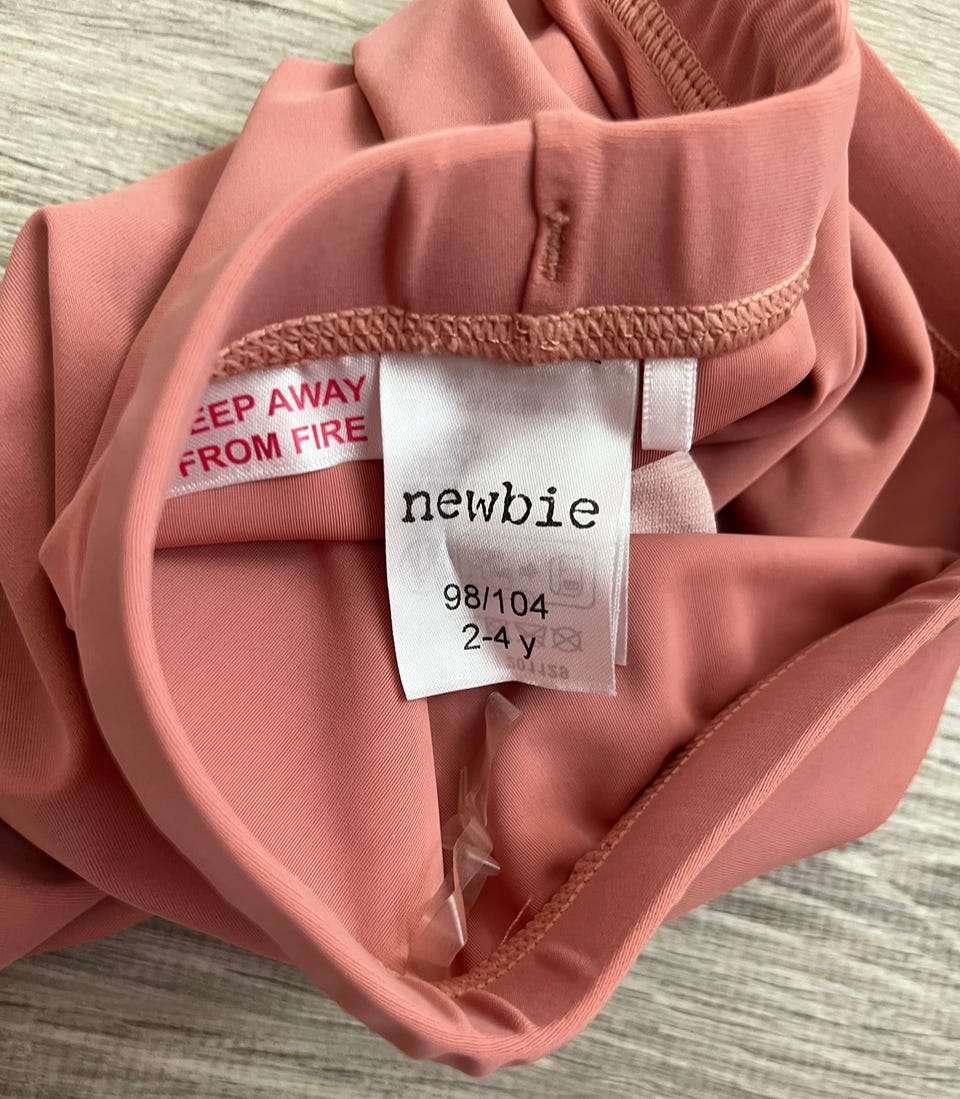 EEP AWAY
FROM FIRE
newbie
98/104
2-4 y